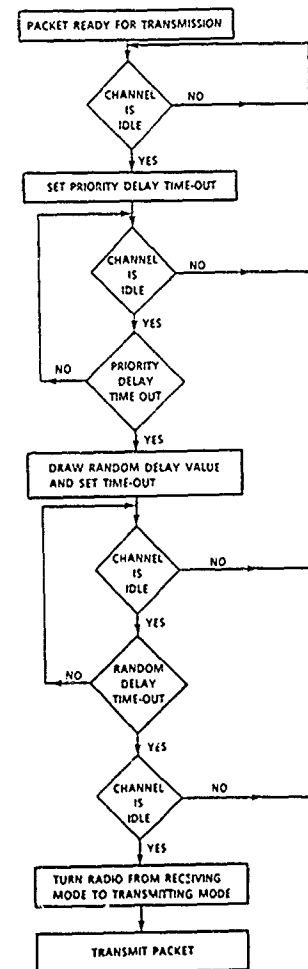 PACKET READY FOR TRANSMISSION
CHANNEL
IS
IDLE
NO
YES
SET PRIORITY DELAY TIME-OUT
CHANNEL
IS
IDLE
NO
YES
PRIORITY
DELAY
TIME OUT
NO
YES
DRAW RANDOM DELAY VALUE
AND SET TIME-OUT
CHANNEL
IS
IDLE
NO
YES
RANDOM
DELAY
TIME-OUT
NO
YES
CHANNEL
IS
IDLE
NO
YES
TURN RADIO FROM RECEIVING
MODE TO TRANSMITTING MODE
TRANSMIT PACKET